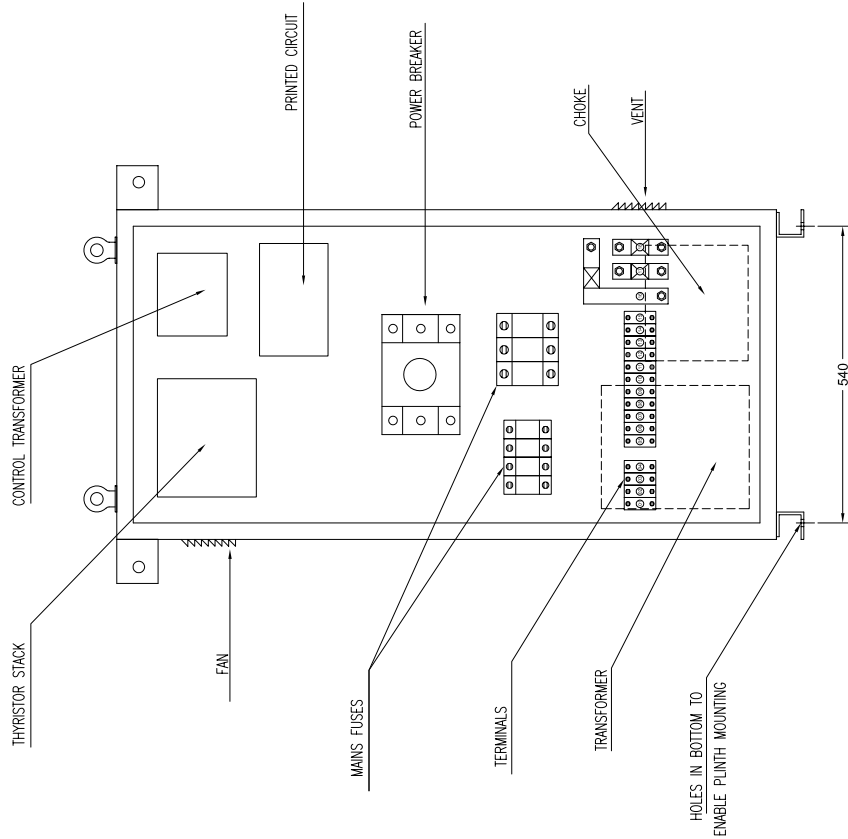 CONTROL TRANSFORMER
PRINTED CIRCUIT
POWER BREAKER
CHOKE
VENT
540
THYRISTOR STACK
FAN
MAINS FUSES
TERMINALS
TRANSFORMER
HOLES IN BOTTOM TO
ENABLE PLINTH MOUNTING